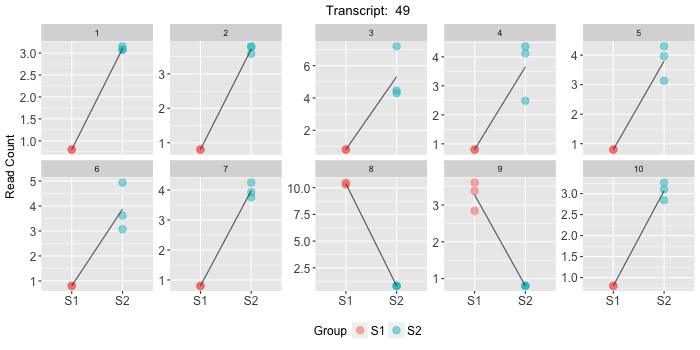 Transcript: 49
1 2 3 4 5
3.0 2.5 2.0 1.5 1.0
3 2 1
6 4 2
4 3 2 1
4 3 2 1
Read Count
6 7 8 9 10
5 4 3 2 1
4 3 2 1
10.0 7.5 5.0 2.5
3 2 1
3.0 2.5 2.0 1.5 1.0
S1 S2 S1 S2 S1 S2 S1 S2 S1 S2
Group S1 S2